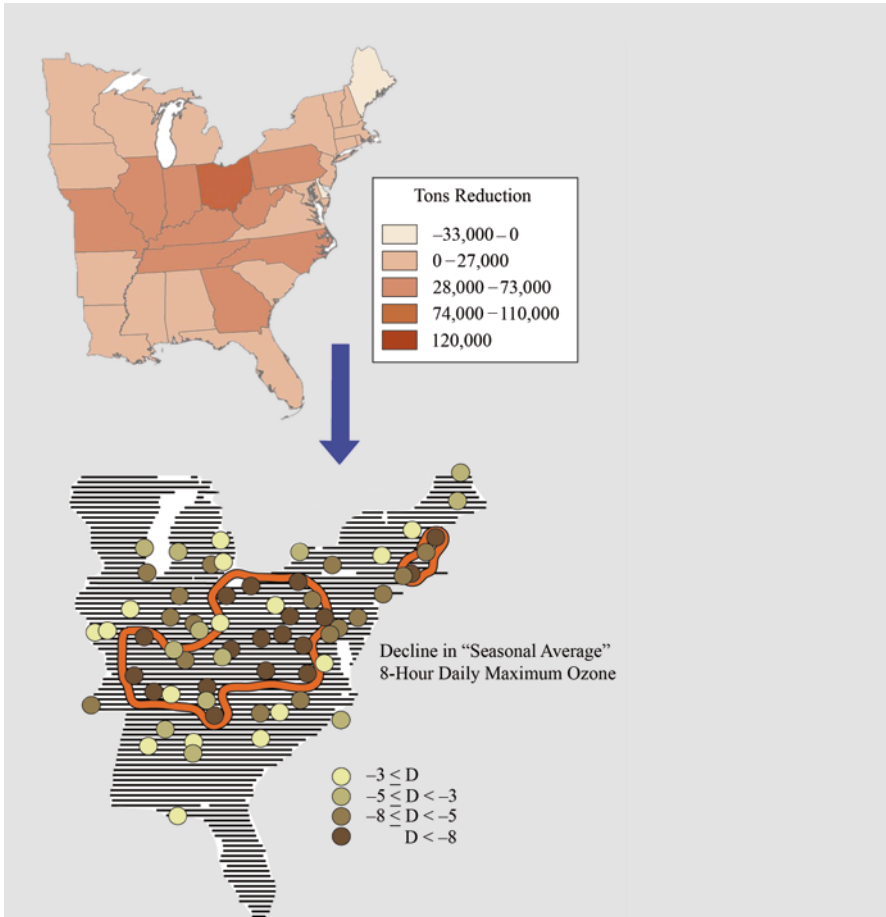 Tons Reduction
–33,000 – 0
0 – 27,000
28,000 – 73,000
74,000 – 110,000
120,000
Decline in “Seasonal Average”
8-Hour Daily Maximum Ozone
–3 ≤ D
–5 ≤ D < –3
–8 ≤ D < –5
D < –8